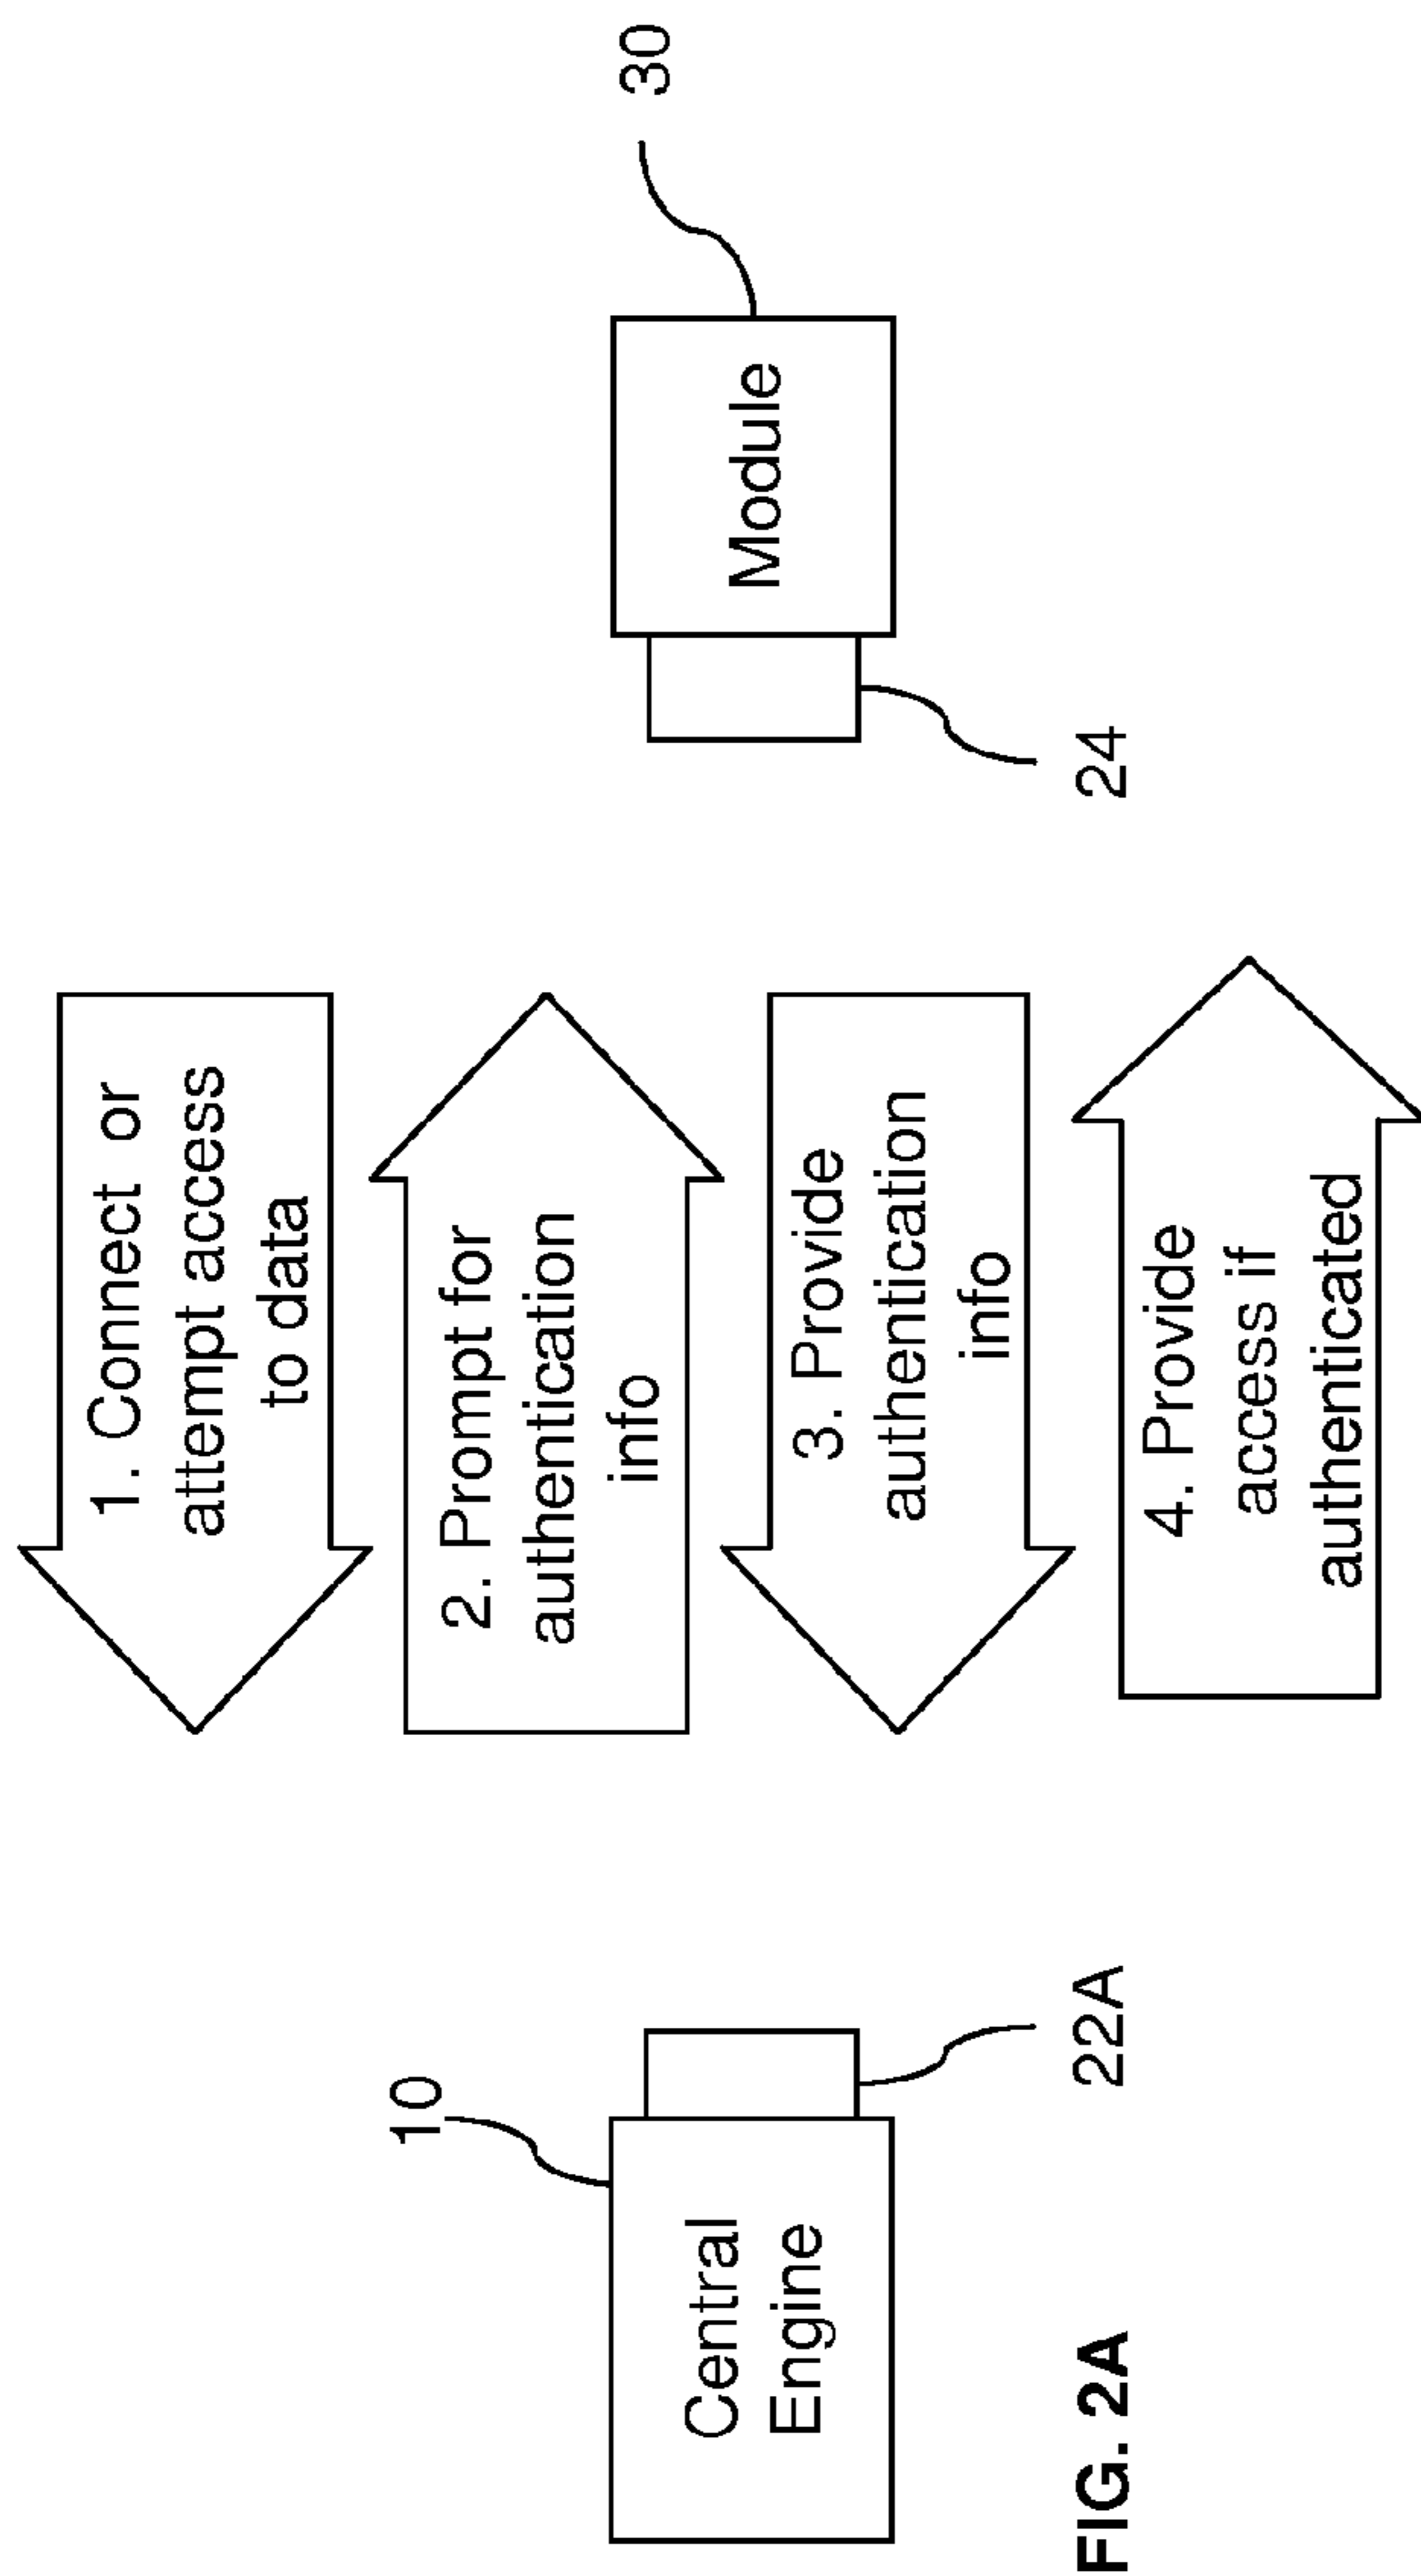 1. Connect or
attempt access
to data
2. Prompt for
authentication
info
3. Provide
authentication
info
4. Provide
access if
authenticated
10
Central
Engine
22A
Module
30
24
FIG. 2A